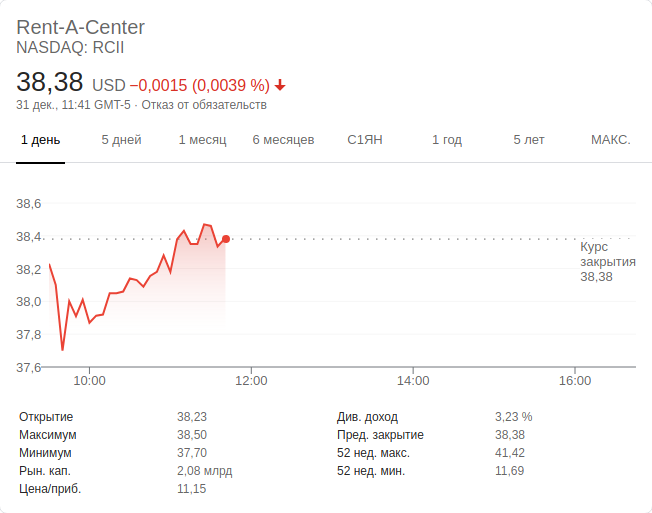 Rent-A-Center
NASDAQ: RCII
38,38 USD −0,0015 (0,0039 %)
31 дек., 11:41 GMT-5 · Отказ от обязательств
1 день 5 дней 1 месяц 6 месяцев С1ЯН 1 год 5 лет МАКС.
38,6
38,4
Курс
закрытия
38,38
38,2
38,0
37,8
37,6
10:00 12:00 14:00 16:00
Открытие 38,23 Див. доход 3,23 %
Максимум 38,50 Пред. закрытие 38,38
Минимум 37,70 52 нед. макс. 41,42
Рын. кап. 2,08 млрд 52 нед. мин. 11,69
Цена/приб. 11,15